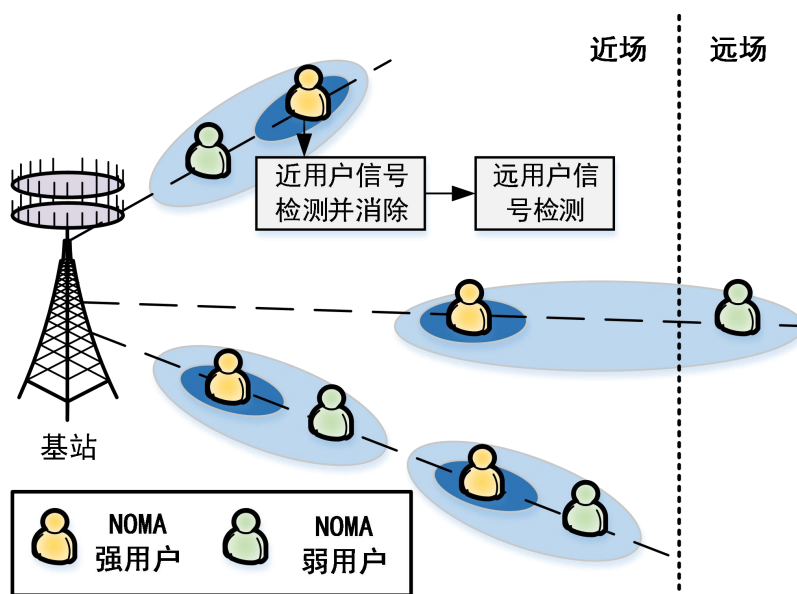 近场
远场
近用户信号
检测并消除
远用户信
号检测
基站
NOMA
强用户
NOMA
弱用户